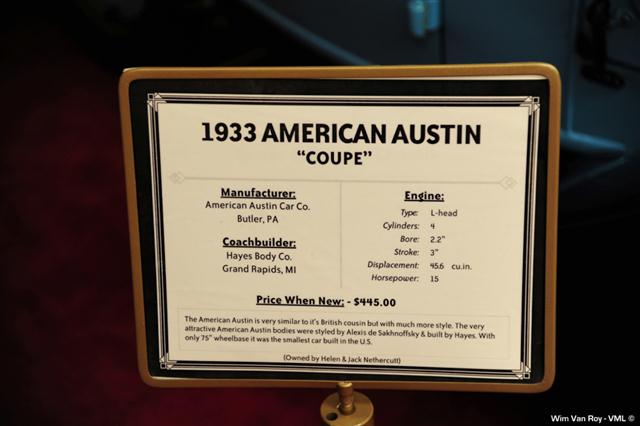 1933 AMERICAN AUSTIN
"COUPE"
Manufacturer:
American Austin Car Co.
Butler, PA
Coachbuilder:
Hayes Body Co.
Grand Rapids, MI
Engine:
Type: L-head
Cylinders: 4
Bore: 2.2"
Stroke: 3"
Displacement: 45.6 cu.in.
Horsepower: 15
Price When New: - $445.00
The American Austin is very similar to it's British cousin but with much more style. The very
attractive American Austin bodies were styled by Alexis de Sakhnoffsky & built by Hayes. With
only 75" wheelbase it was the smallest car built in the U.S.
(Owned by Helen & Jack Nethercutt)
Wim Van Roy - VML ©